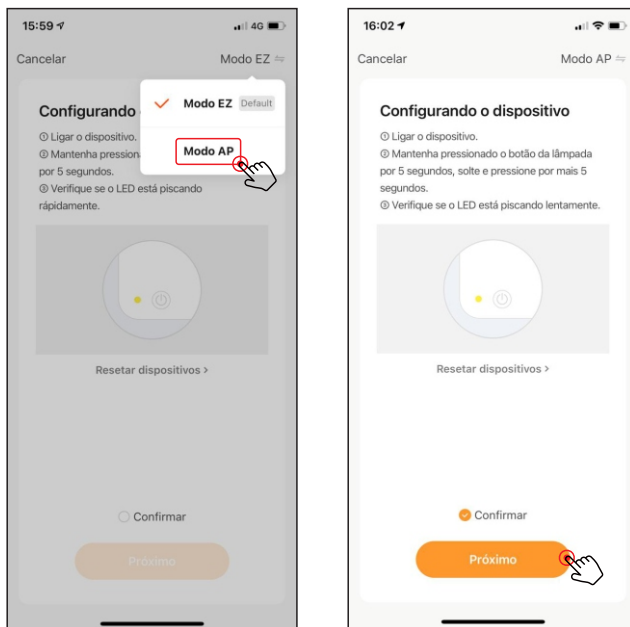 15:59
4G
Cancelar
Modo EZ
Modo EZ Default
Modo AP
Configurando
① Ligar o dispositivo.
② Mantenha pression
por 5 segundos.
③ Verifique se o LED está piscando
rápidamente.
Resetar dispositivos >
Confirmar
Próximo
16:02
Cancelar
Modo AP
Configurando o dispositivo
① Ligar o dispositivo.
② Mantenha pressionado o botão da lâmpada
por 5 segundos, solte e pressione por mais 5
segundos.
③ Verifique se o LED está piscando lentamente.
Resetar dispositivos >
Confirmar
Próximo